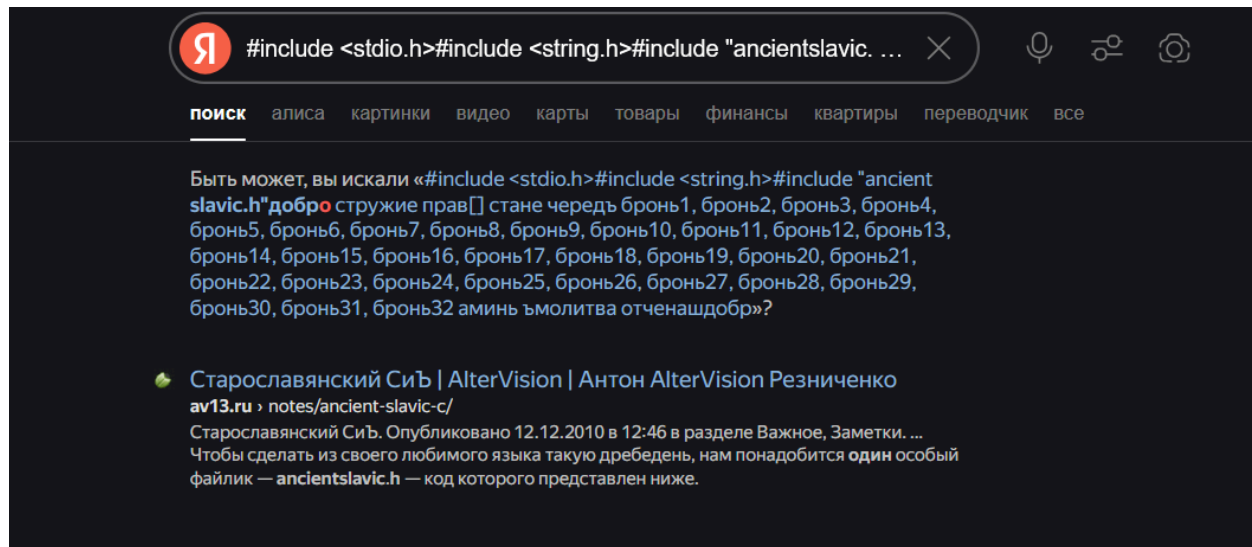 Я #include <stdio.h>#include <string.h>#include "ancientslavic. ...
поиск алиса картинки видео карты товары финансы квартиры переводчик все
Быть может, вы искали «#include <stdio.h>#include <string.h>#include "ancient
slavic.h"добро стружие прав[] стане чередъ бронь1, бронь2, бронь3, бронь4,
бронь5, бронь6, бронь7, бронь8, бронь9, бронь10, бронь11, бронь12, бронь13,
бронь14, бронь15, бронь16, бронь17, бронь18, бронь19, бронь20, бронь21,
бронь22, бронь23, бронь24, бронь25, бронь26, бронь27, бронь28, бронь29,
бронь30, бронь31, бронь32 аминь ъмолитва отченашдобр»?
Старославянский СиЪ | AlterVision | Антон AlterVision Резниченко
av13.ru › notes/ancient-slavic-c/
Старославянский СиЪ. Опубликовано 12.12.2010 в 12:46 в разделе Важное, Заметки. ...
Чтобы сделать из своего любимого языка такую дребедень, нам понадобится один особый
файлик — ancientslavic.h — код которого представлен ниже.